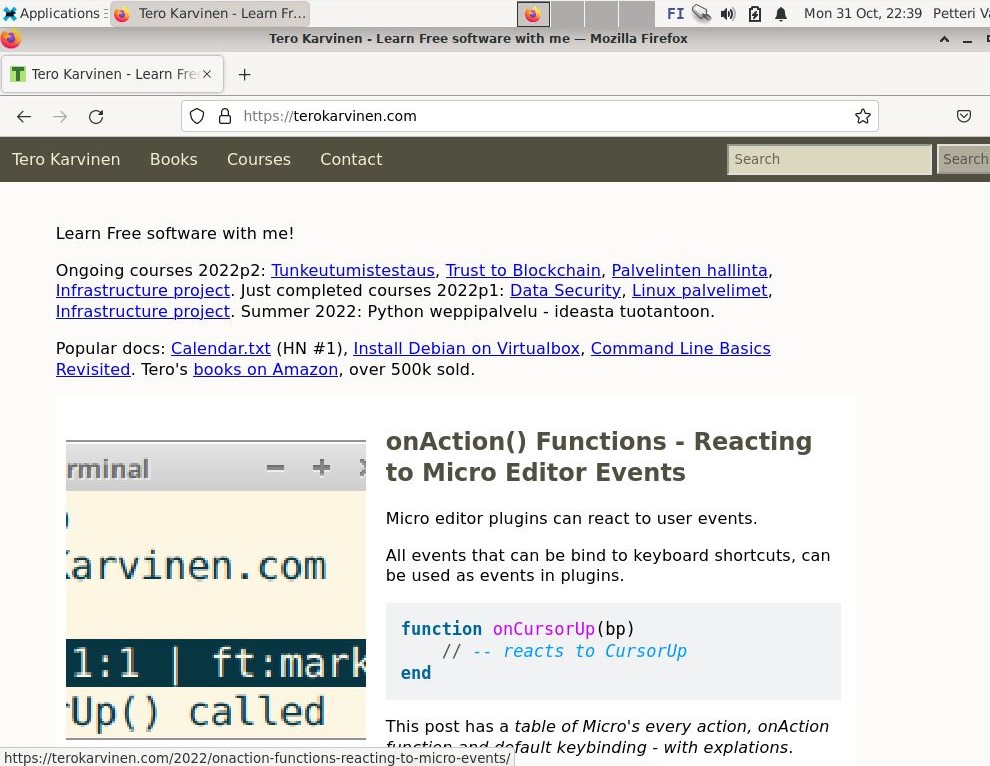 Applications
Tero Karvinen - Learn Fr...
FI
Mon 31 Oct, 22:39
Petteri Va
Tero Karvinen - Learn Free software with me — Mozilla Firefox
Tero Karvinen - Learn Free
https://terokarvinen.com
Tero Karvinen Books Courses Contact
Search
Search
Learn Free software with me!
Ongoing courses 2022p2: Tunkeutumistestaus, Trust to Blockchain, Palvelinten hallinta,
Infrastructure project. Just completed courses 2022p1: Data Security, Linux palvelimet,
Infrastructure project. Summer 2022: Python weppipalvelu - ideasta tuotantoon.
Popular docs: Calendar.txt (HN #1), Install Debian on Virtualbox, Command Line Basics
Revisited. Tero's books on Amazon, over 500k sold.
rminal
Karvinen.com
1:1 | ft:mark
rUp() called
onAction() Functions - Reacting
to Micro Editor Events
Micro editor plugins can react to user events.
All events that can be bind to keyboard shortcuts, can
be used as events in plugins.
function onCursorUp(bp)
// -- reacts to CursorUp
end
This post has a table of Micro's every action, onAction
function and default keybinding - with explations.
https://terokarvinen.com/2022/onaction-functions-reacting-to-micro-events/